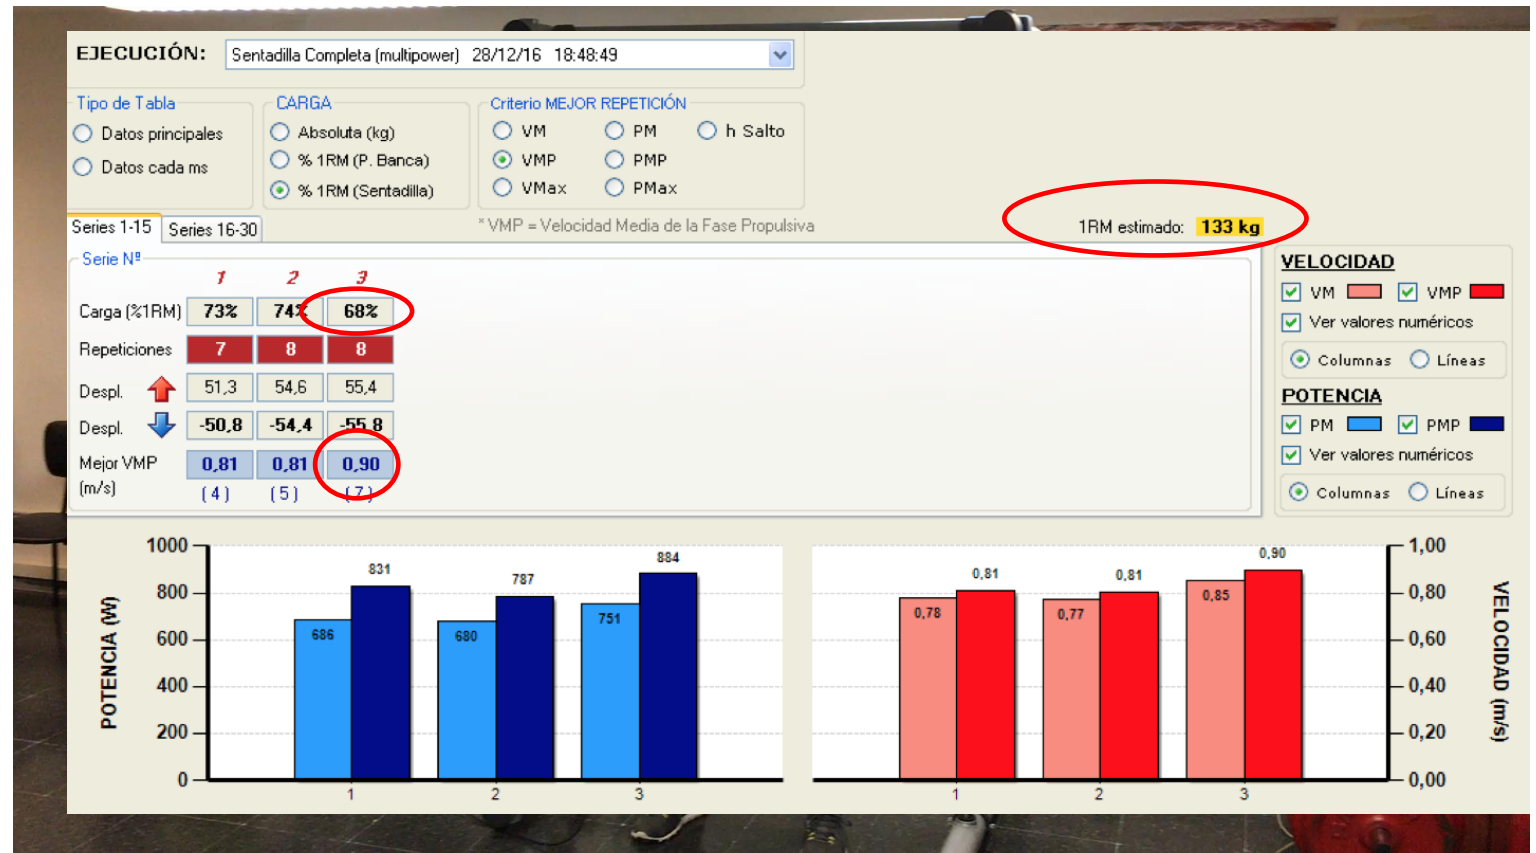 EJECUCIÓN: Sentadilla Completa (multipower) 28/12/16 18:48:49
Tipo de Tabla
Datos principales
Datos cada ms
CARGA
Absoluta (kg)
% 1RM (P. Banca)
% 1RM (Sentadilla)
Criterio MEJOR REPETICIÓN
VM PM h Salto
VMP PMP
VMax PMax
Series 1-15 Series 16-30
* VMP = Velocidad Media de la Fase Propulsiva
1RM estimado: 133 kg
Serie Nº
1 2 3
Carga (%1RM) 73% 74% 68%
Repeticiones 7 8 8
Despl. 51,3 54,6 55,4
Despl. -50,8 -54,4 -55,8
Mejor VMP 0,81 0,81 0,90
(m/s) (4) (5) (7)
VELOCIDAD
VM VMP
Ver valores numéricos
Columnas Líneas
POTENCIA
PM PMP
Ver valores numéricos
Columnas Líneas
POTENCIA (W)
1000
800
600
400
200
0
686 831
680 787
751 884
1 2 3
0,78 0,81
0,77 0,81
0,85 0,90
1 2 3
1,00
0,80
0,60
0,40
0,20
0,00
VELOCIDAD (m/s)